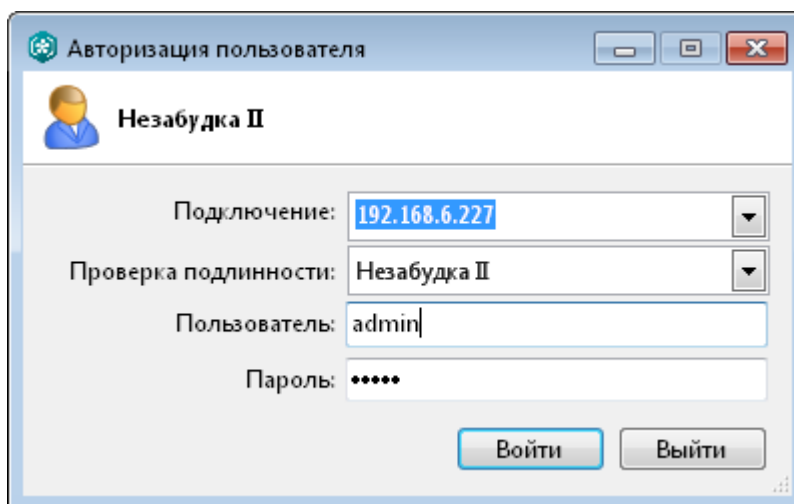 Авторизация пользователя
Незабудка II
Подключение: 192.168.6.227
Проверка подлинности: Незабудка II
Пользователь: admin
Пароль: •••••
Войти Выйти